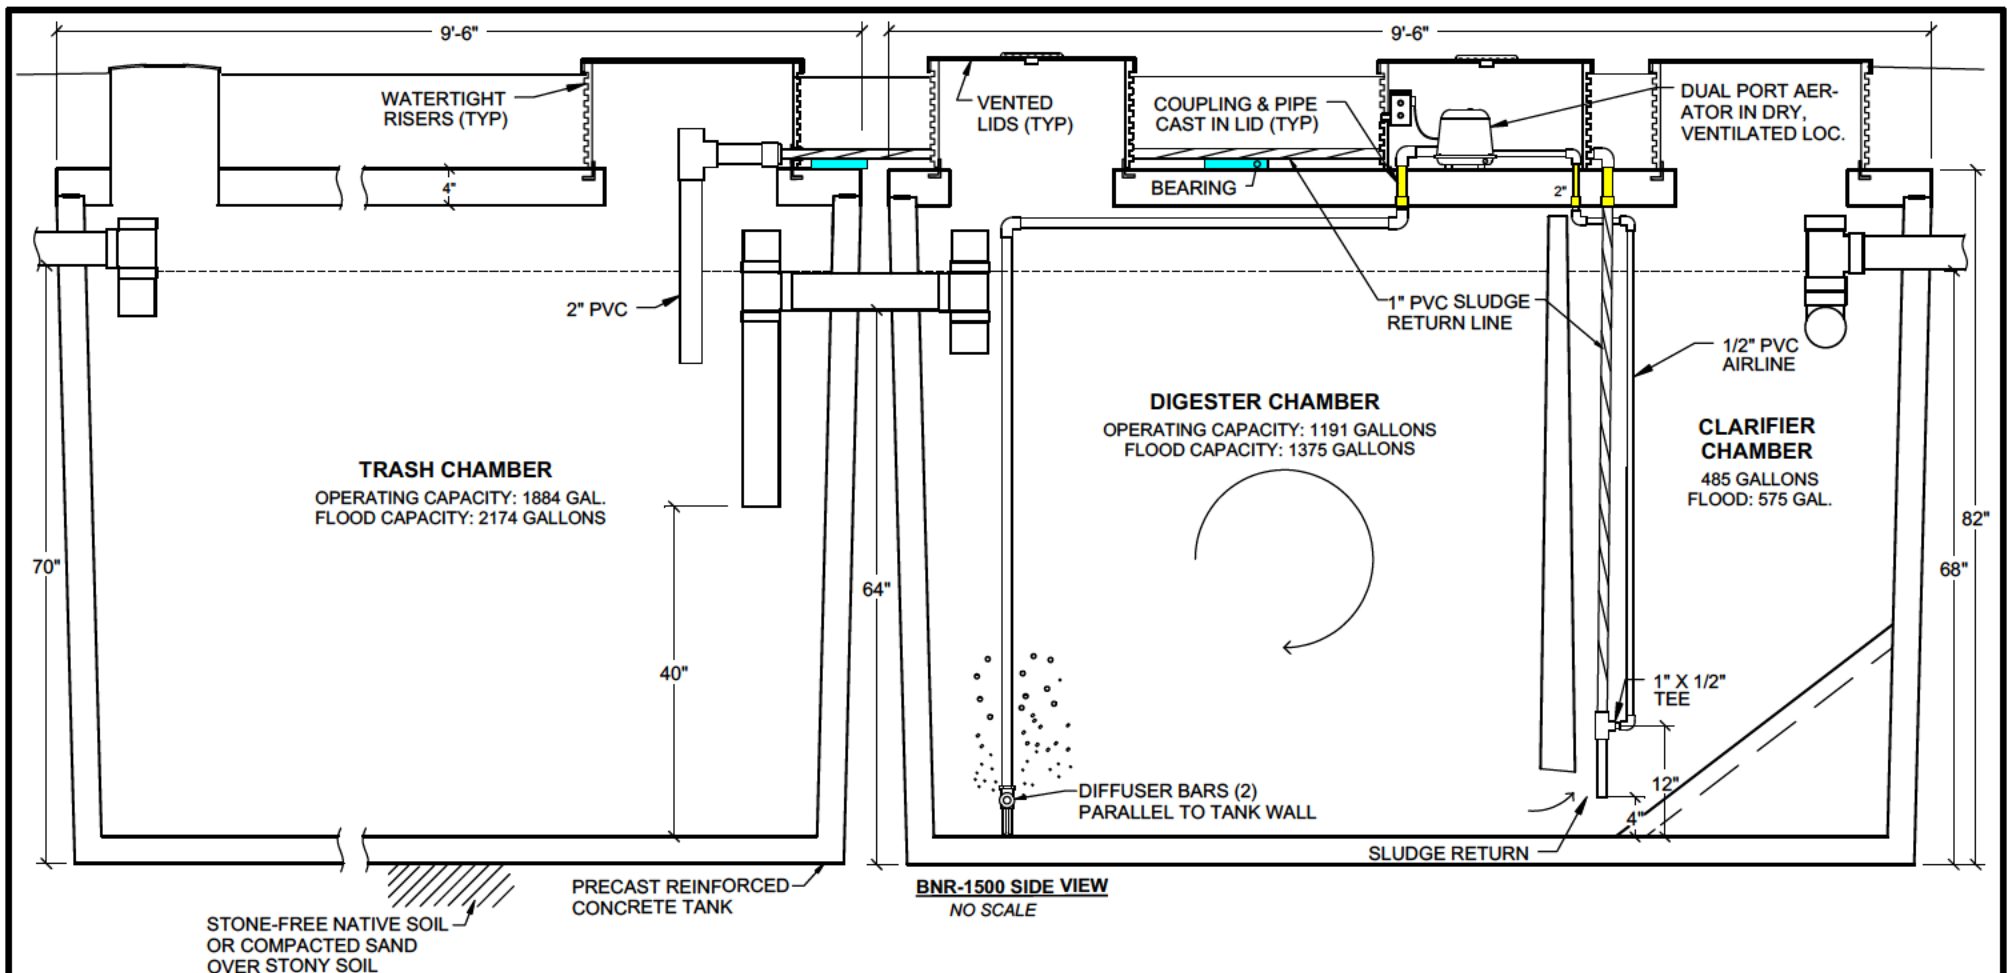 9'-6"
9'-6"
WATERTIGHT
RISERS (TYP)
VENTED
LIDS (TYP)
COUPLING & PIPE
CAST IN LID (TYP)
DUAL PORT AER-
ATOR IN DRY,
VENTILATED LOC.
4"
BEARING
2"
2" PVC
1" PVC SLUDGE
RETURN LINE
1/2" PVC
AIRLINE
TRASH CHAMBER
OPERATING CAPACITY: 1884 GAL.
FLOOD CAPACITY: 2174 GALLONS
DIGESTER CHAMBER
OPERATING CAPACITY: 1191 GALLONS
FLOOD CAPACITY: 1375 GALLONS
CLARIFIER
CHAMBER
485 GALLONS
FLOOD: 575 GAL.
70"
64"
82"
68"
40"
1" X 1/2"
TEE
12"
4"
DIFFUSER BARS (2)
PARALLEL TO TANK WALL
SLUDGE RETURN
PRECAST REINFORCED
CONCRETE TANK
BNR-1500 SIDE VIEW
NO SCALE
STONE-FREE NATIVE SOIL
OR COMPACTED SAND
OVER STONY SOIL